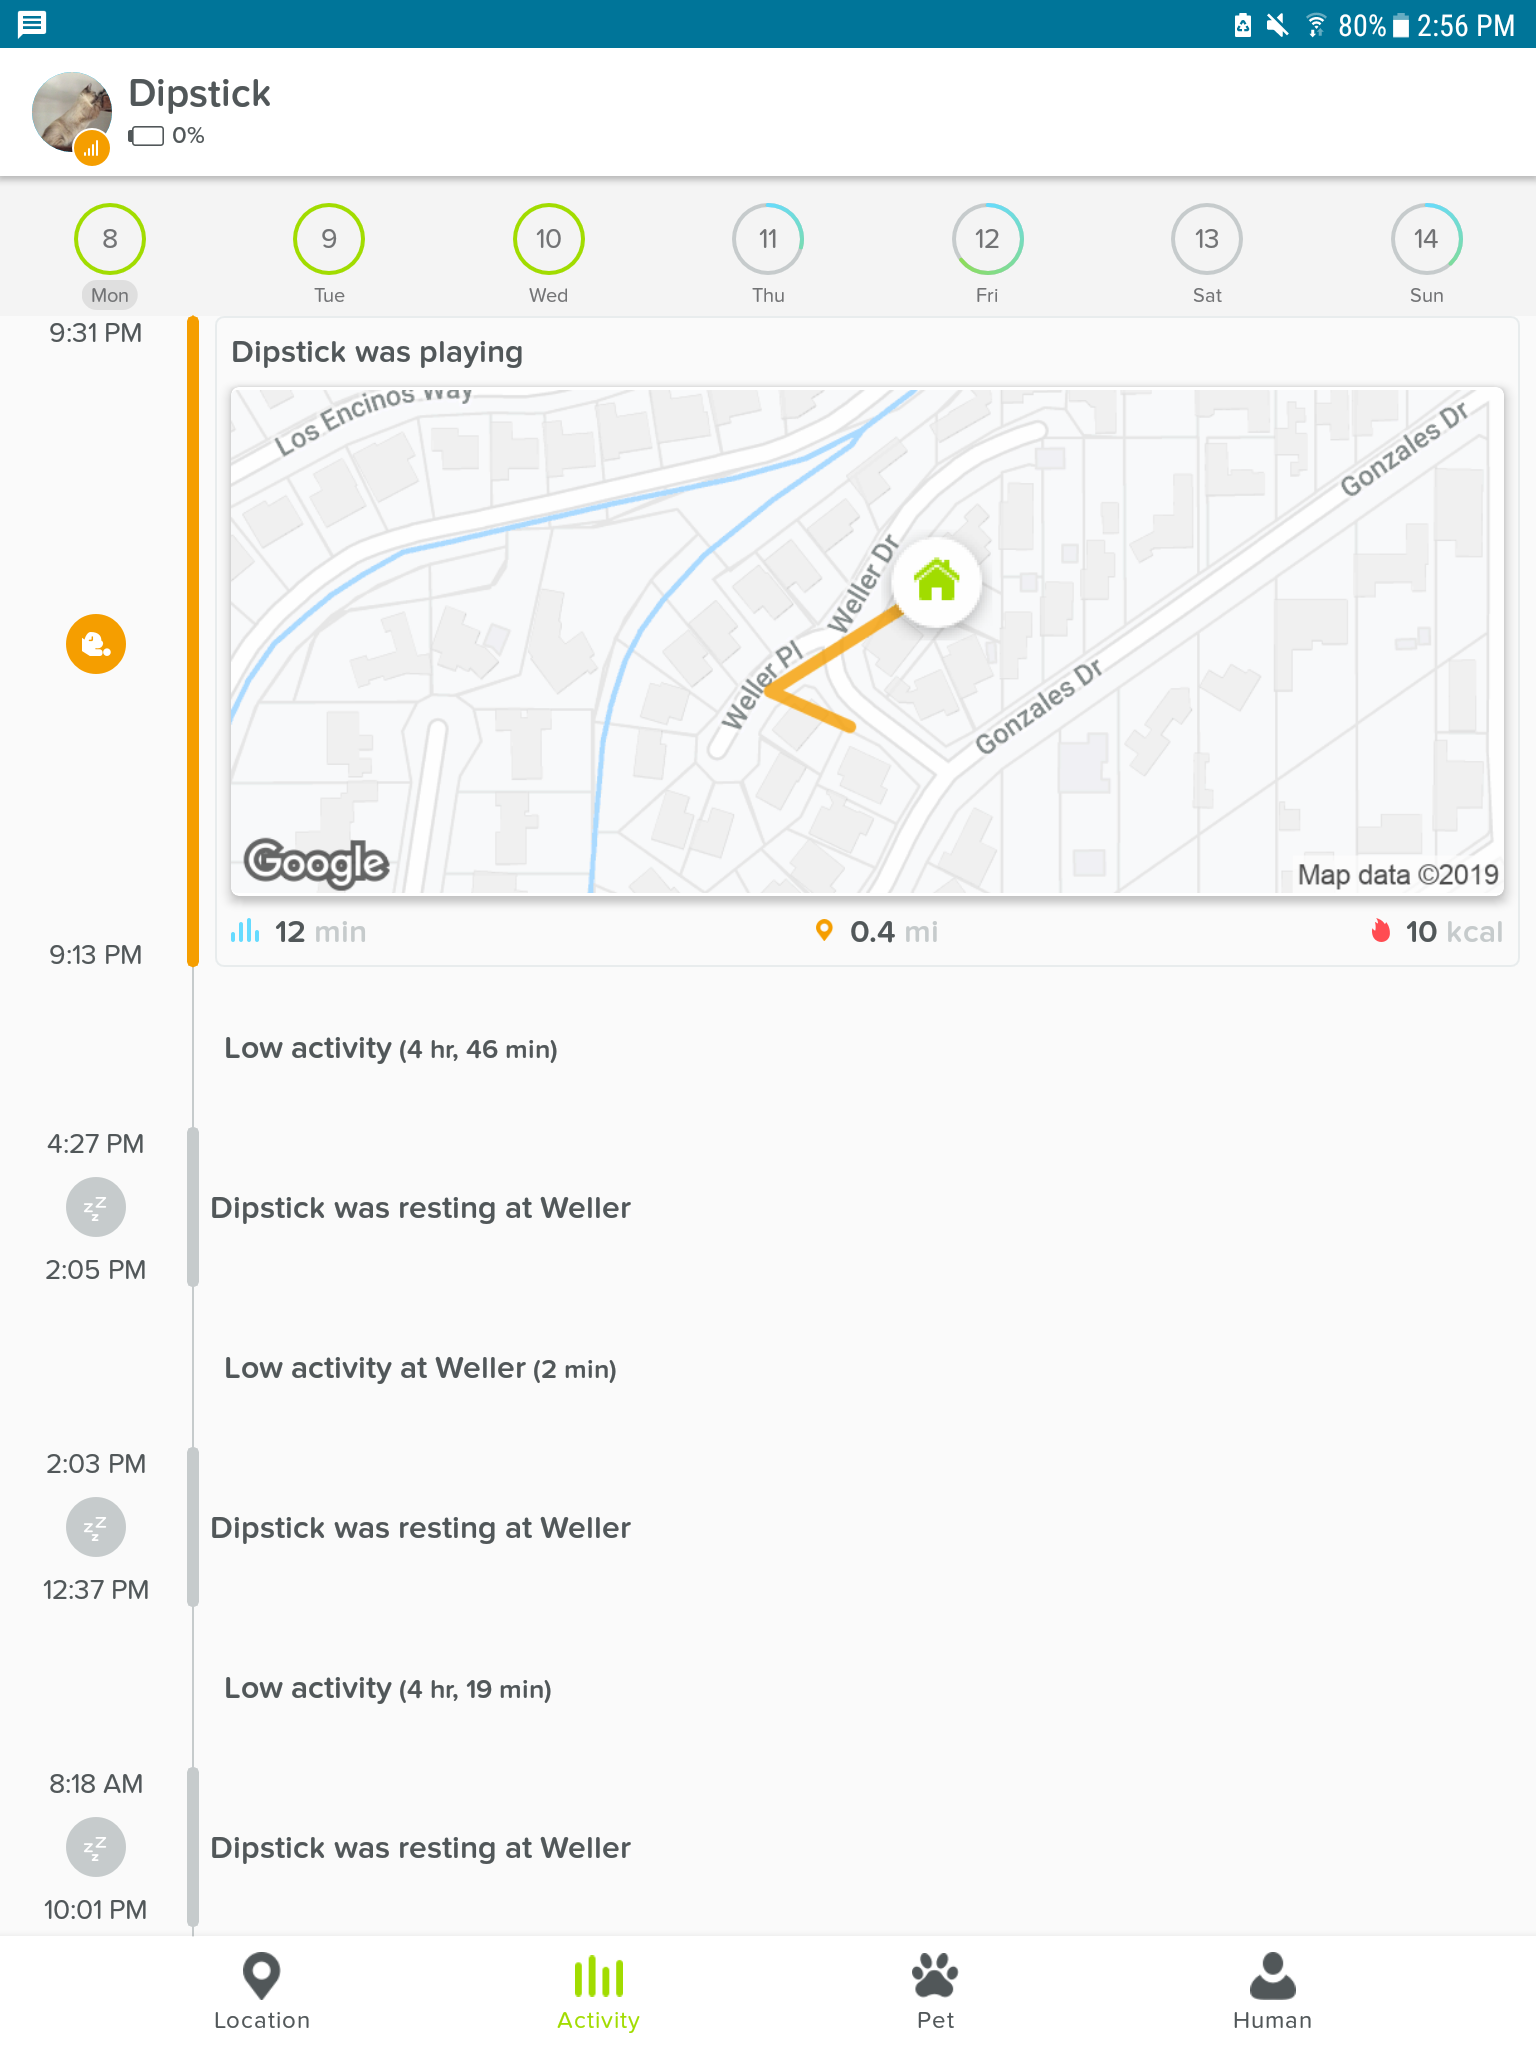 80% 2:56 PM
Dipstick
0%
8 9 10 11 12 13 14
Mon Tue Wed Thu Fri Sat Sun
9:31 PM
Dipstick was playing
Los Encinos Way
Gonzales Dr
Weller Dr
Weller Pl
Gonzales Dr
Google
Map data ©2019
12 min 0.4 mi 10 kcal
9:13 PM
Low activity (4 hr, 46 min)
4:27 PM
zzz
Dipstick was resting at Weller
2:05 PM
Low activity at Weller (2 min)
2:03 PM
zzz
Dipstick was resting at Weller
12:37 PM
Low activity (4 hr, 19 min)
8:18 AM
zzz
Dipstick was resting at Weller
10:01 PM
Location Activity Pet Human